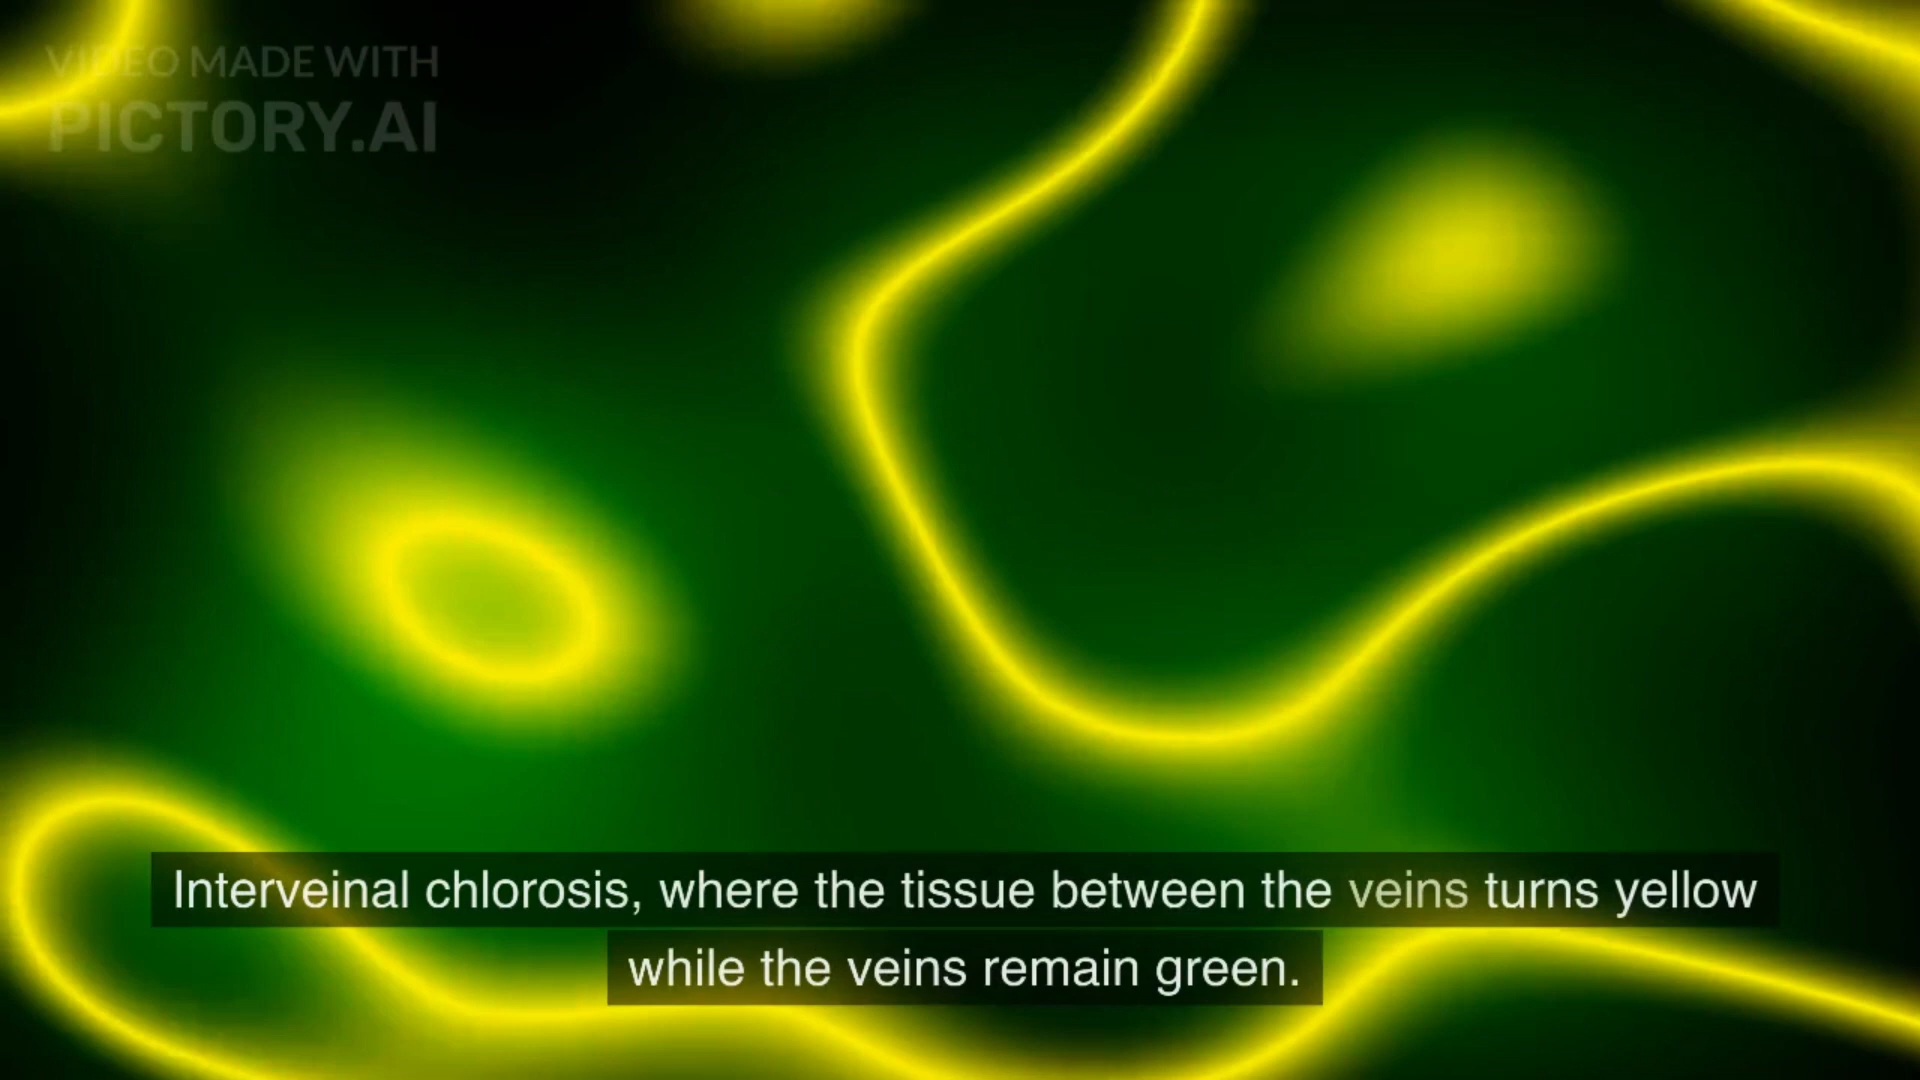 VIDEO MADE WITH
PICTORY.AI
Interveinal chlorosis, where the tissue between the veins turns yellow
while the veins remain green.